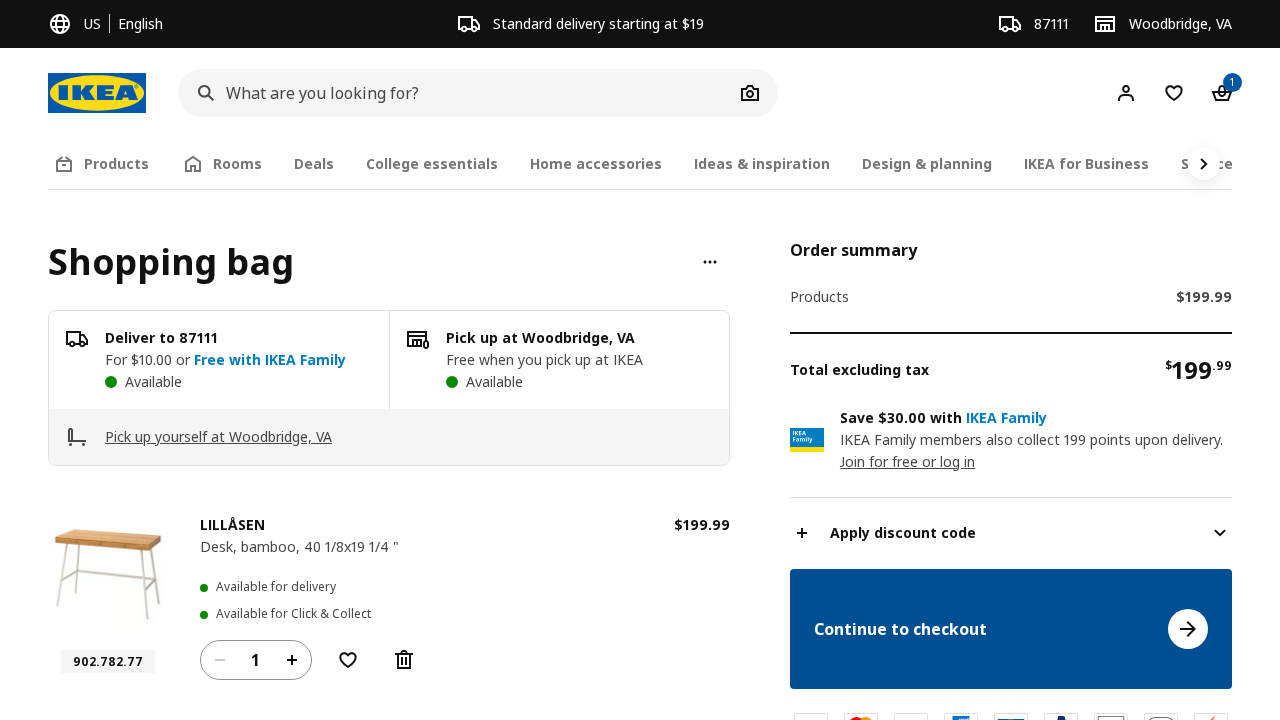 US English
Standard delivery starting at $19
87111
Woodbridge, VA
IKEA
What are you looking for?
1
Products
Rooms
Deals
College essentials
Home accessories
Ideas & inspiration
Design & planning
IKEA for Business
Shopping bag
Deliver to 87111
For $10.00 or Free with IKEA Family
Available
Pick up at Woodbridge, VA
Free when you pick up at IKEA
Available
Pick up yourself at Woodbridge, VA
LILLÅSEN
$199.99
Desk, bamboo, 40 1/8x19 1/4 "
Available for delivery
Available for Click & Collect
902.782.77
1
Order summary
Products $199.99
Total excluding tax $199.99
Save $30.00 with IKEA Family
IKEA Family
IKEA Family members also collect 199 points upon delivery.
Join for free or log in
Apply discount code
Continue to checkout